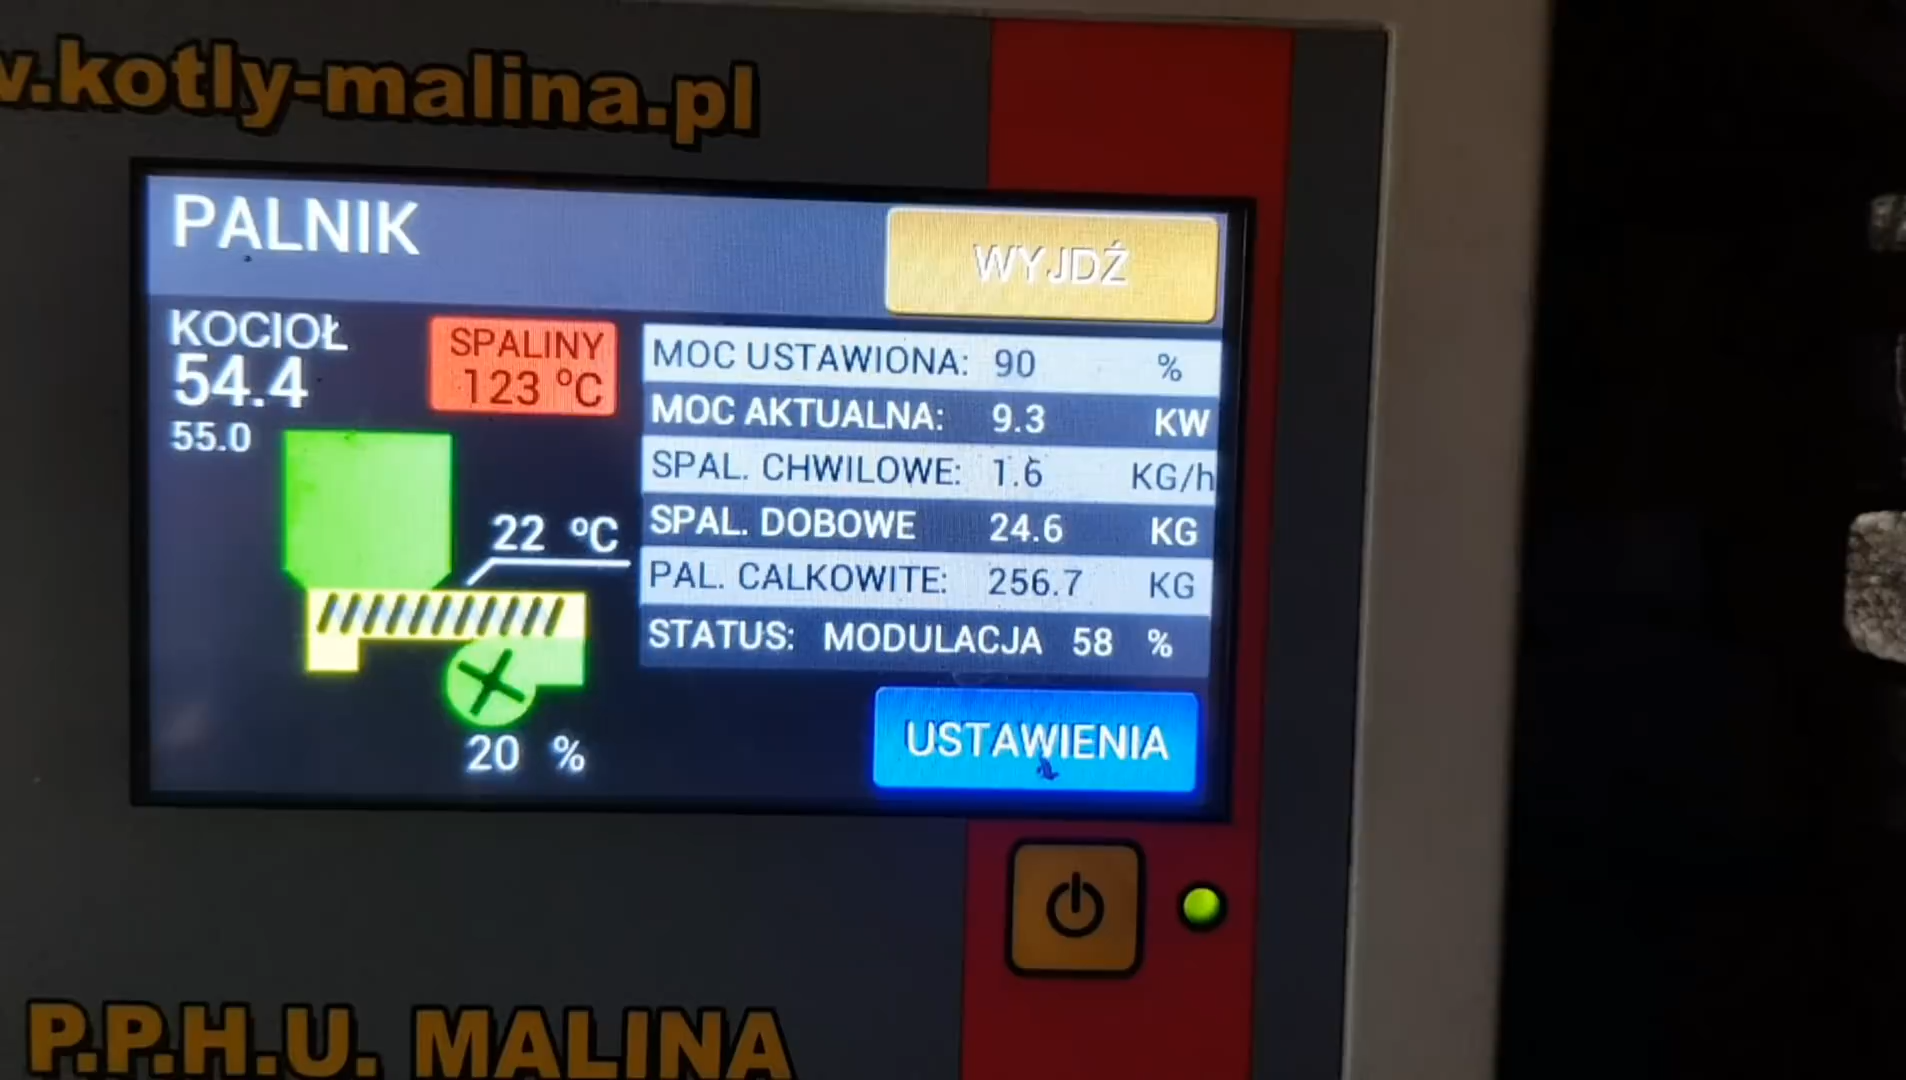 w.kotly-malina.pl
PALNIK
WYJDŹ
KOCIOŁ
54.4
55.0
SPALINY
123 °C
22 °C
20 %
MOC USTAWIONA: 90 %
MOC AKTUALNA: 9.3 KW
SPAL. CHWILOWE: 1.6 KG/h
SPAL. DOBOWE 24.6 KG
PAL. CALKOWITE: 256.7 KG
STATUS: MODULACJA 58 %
USTAWIENIA
P.P.H.U. MALINA